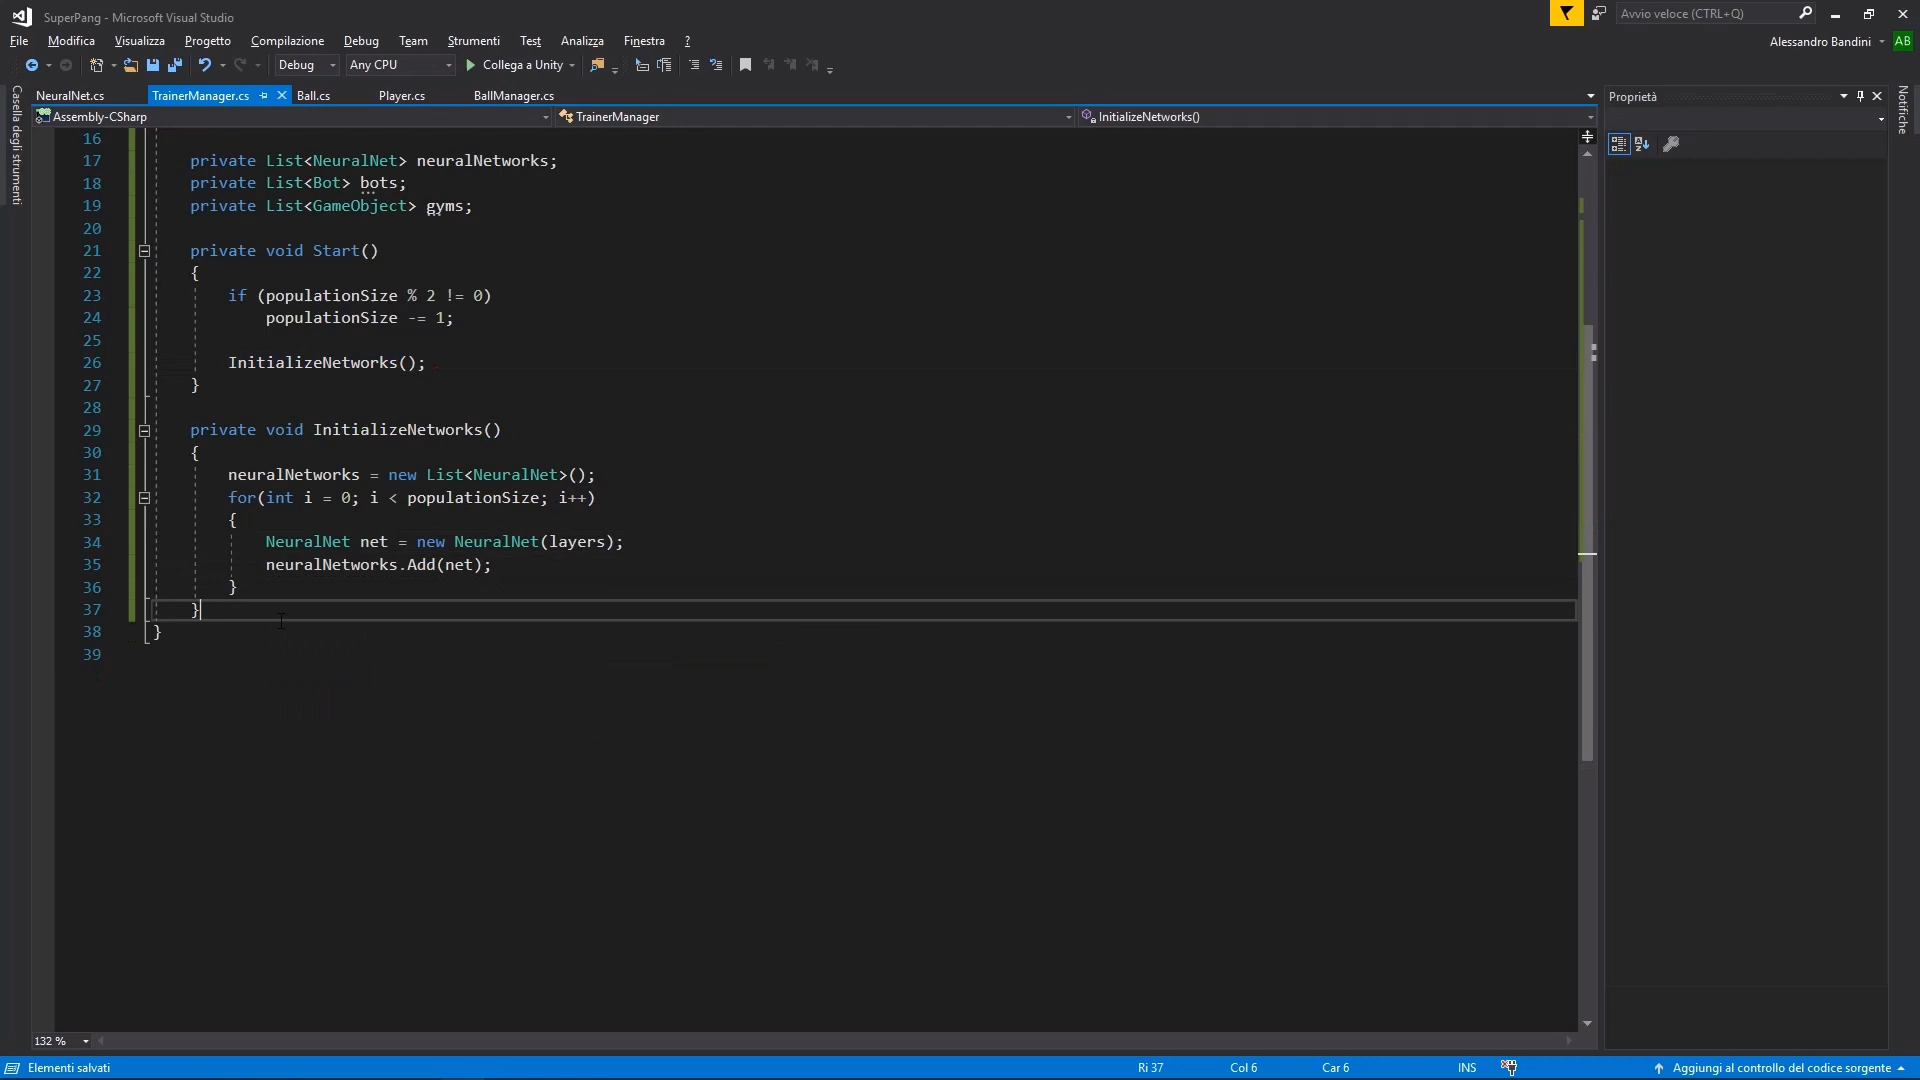 SuperPang - Microsoft Visual Studio
Avvio veloce (CTRL+Q)
File Modifica Visualizza Progetto Compilazione Debug Team Strumenti Test Analizza Finestra ?
Alessandro Bandini AB
Debug Any CPU Collega a Unity
NeuralNet.cs TrainerManager.cs Ball.cs Player.cs BallManager.cs
Assembly-CSharp TrainerManager InitializeNetworks()
Casella degli strumenti
Proprietà
Notifiche
16
17 private List<NeuralNet> neuralNetworks;
18 private List<Bot> bots;
19 private List<GameObject> gyms;
20
21 private void Start()
22 {
23 if (populationSize % 2 != 0)
24 populationSize -= 1;
25
26 InitializeNetworks();
27 }
28
29 private void InitializeNetworks()
30 {
31 neuralNetworks = new List<NeuralNet>();
32 for(int i = 0; i < populationSize; i++)
33 {
34 NeuralNet net = new NeuralNet(layers);
35 neuralNetworks.Add(net);
36 }
37 }
38 }
39
132 %
Elementi salvati Ri 37 Col 6 Car 6 INS Aggiungi al controllo del codice sorgente